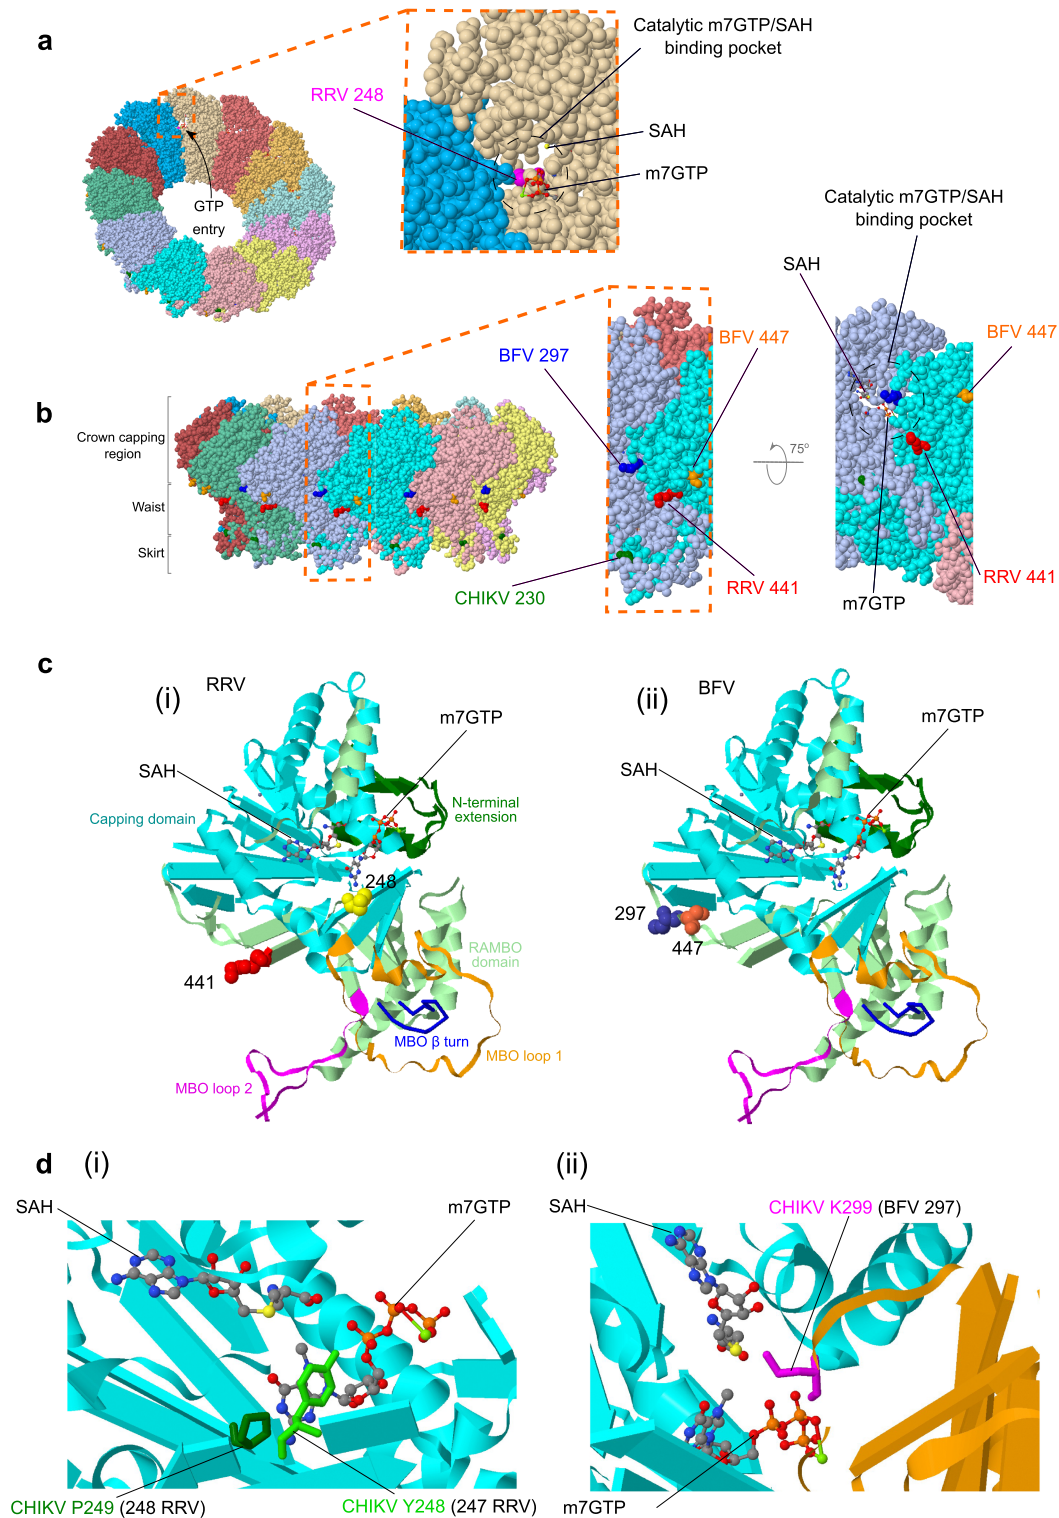 a
Catalytic m7GTP/SAH
binding pocket
RRV 248
SAH
m7GTP
GTP
entry
Catalytic m7GTP/SAH
binding pocket
SAH
BFV 447
BFV 297
BFV 447
b
Crown capping
region
Waist
Skirt
75°
CHIKV 230
RRV 441
RRV 441
m7GTP
c
(i)
RRV
m7GTP
SAH
Capping domain
N-terminal
extension
248
RAMBO
domain
441
MBO β turn
MBO loop 1
MBO loop 2
(ii)
BFV
m7GTP
SAH
297
447
d
(i)
SAH
m7GTP
CHIKV P249 (248 RRV)
CHIKV Y248 (247 RRV)
(ii)
SAH
CHIKV K299 (BFV 297)
m7GTP